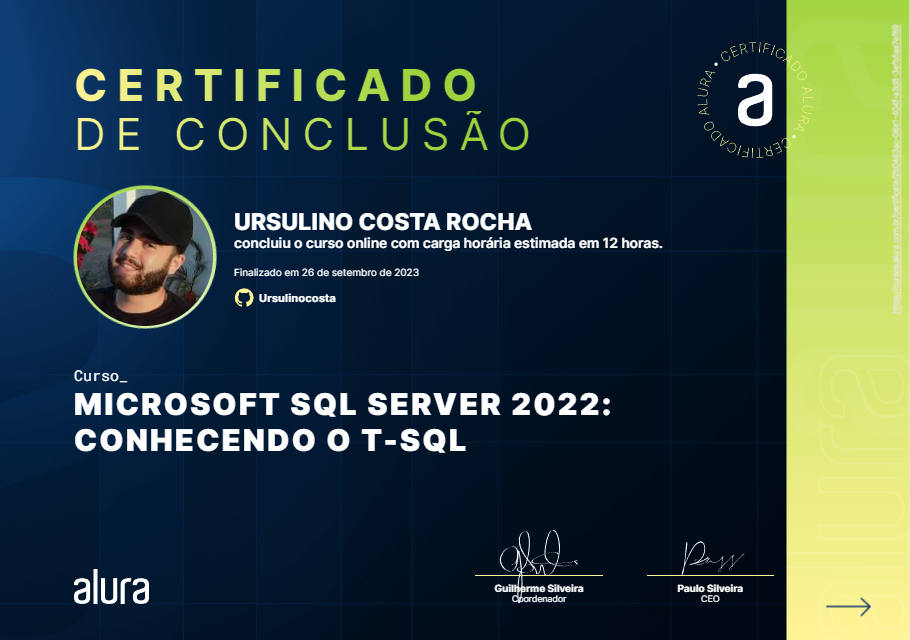 CERTIFICADO
DE CONCLUSÃO
CERTIFICADO ALURA • CERTIFICADO ALURA •
a
URSULINO COSTA ROCHA
concluiu o curso online com carga horária estimada em 12 horas.
Finalizado em 26 de setembro de 2023
Ursulinocosta
Curso_
MICROSOFT SQL SERVER 2022:
CONHECENDO O T-SQL
Guilherme Silveira
Coordenador
Paulo Silveira
CEO
alura
alura